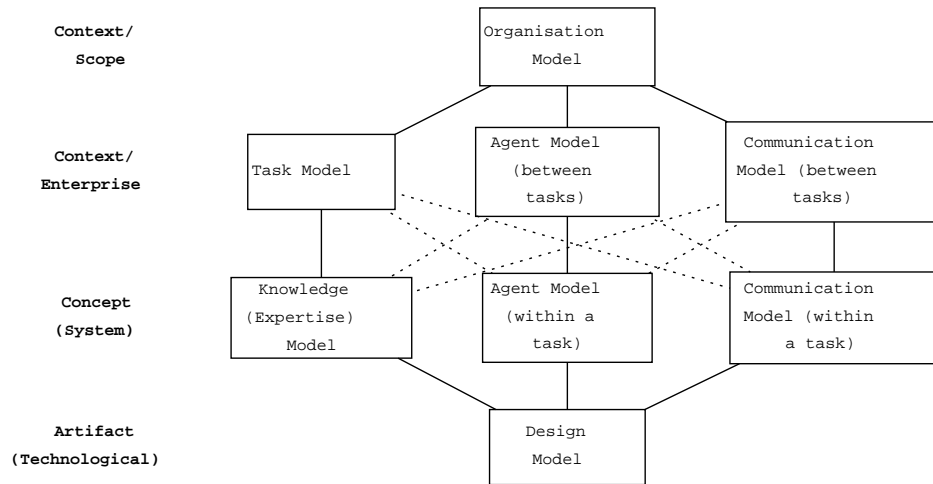 Context/
Scope
Organisation
Model
Context/
Enterprise
Task Model
Agent Model
(between
tasks)
Communication
Model (between
tasks)
Concept
(System)
Knowledge
(Expertise)
Model
Agent Model
(within a
task)
Communication
Model (within
a task)
Artifact
(Technological)
Design
Model